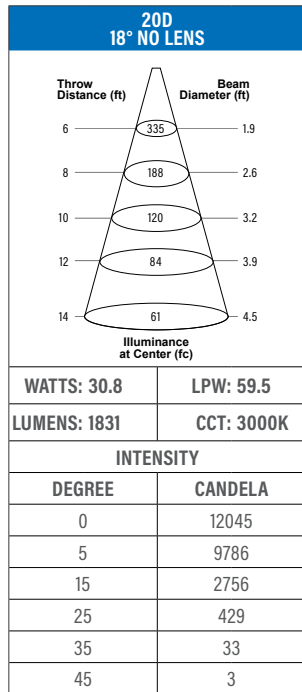 20D
18° NO LENS
Throw
Distance (ft)
Beam
Diameter (ft)
6 335 1.9
8 188 2.6
10 120 3.2
12 84 3.9
14 61 4.5
Illuminance
at Center (fc)
WATTS: 30.8 LPW: 59.5
LUMENS: 1831 CCT: 3000K
INTENSITY
DEGREE CANDELA
0 12045
5 9786
15 2756
25 429
35 33
45 3